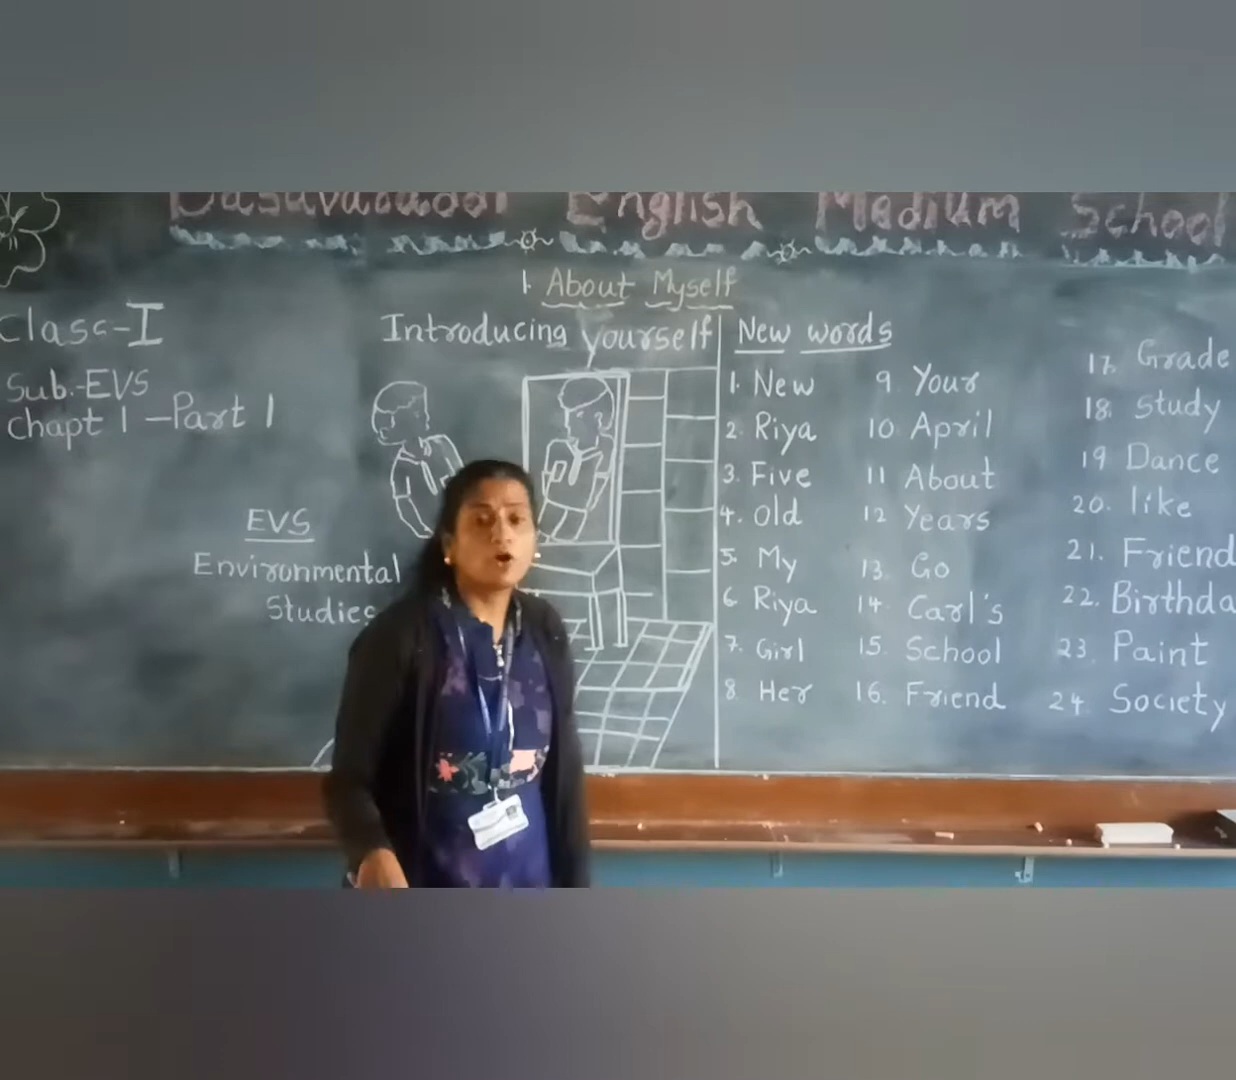 English Medium School
1. About Myself
Class-I
Sub.-EVS
Chapt 1 -Part 1
EVS
Environmental
Studies
Introducing yourself
New words
1. New
2. Riya
3. Five
4. Old
5. My
6. Riya
7. Girl
8. Her
9. Your
10 April
11 About
12 Years
13. Go
14. Carl's
15. School
16. Friend
17. Grade
18. Study
19 Dance
20. like
21. Friend
22. Birthda
23. Paint
24 Society